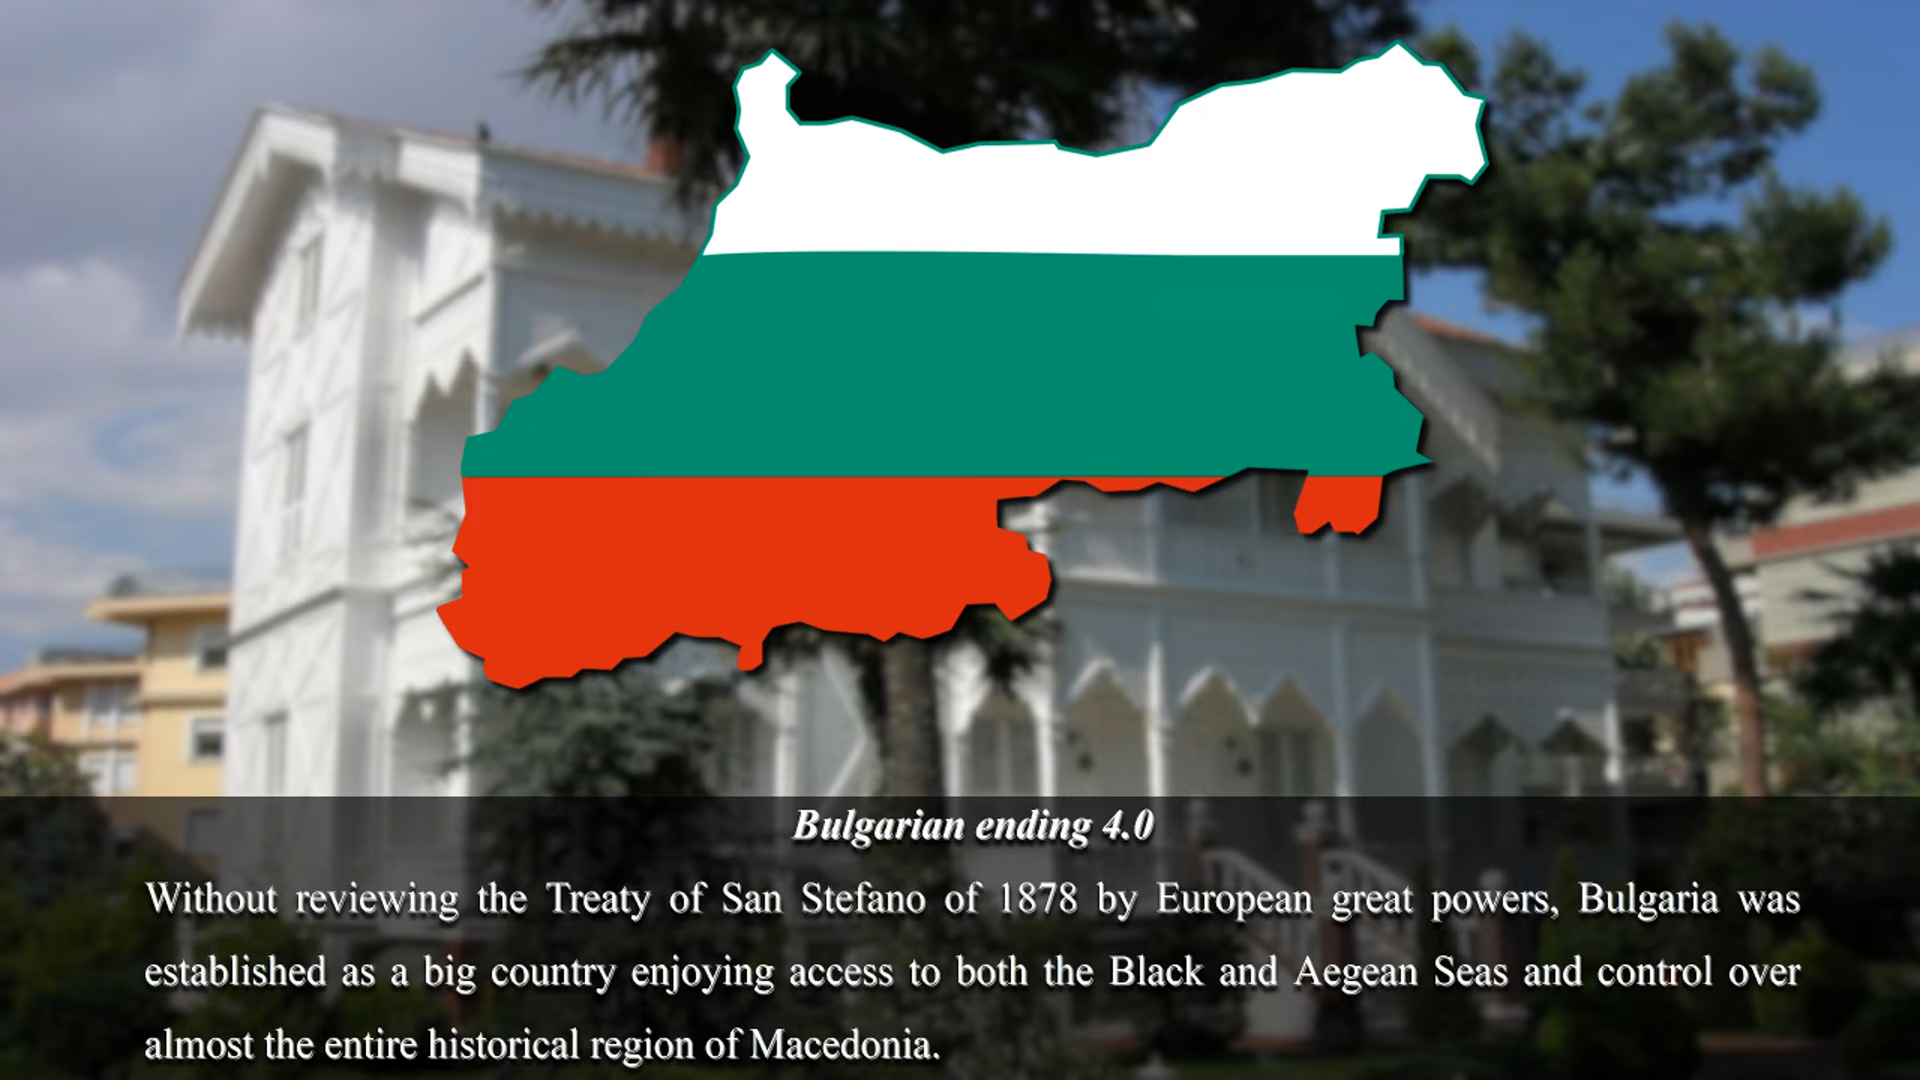 Bulgarian ending 4.0
Without reviewing the Treaty of San Stefano of 1878 by European great powers, Bulgaria was
established as a big country enjoying access to both the Black and Aegean Seas and control over
almost the entire historical region of Macedonia.